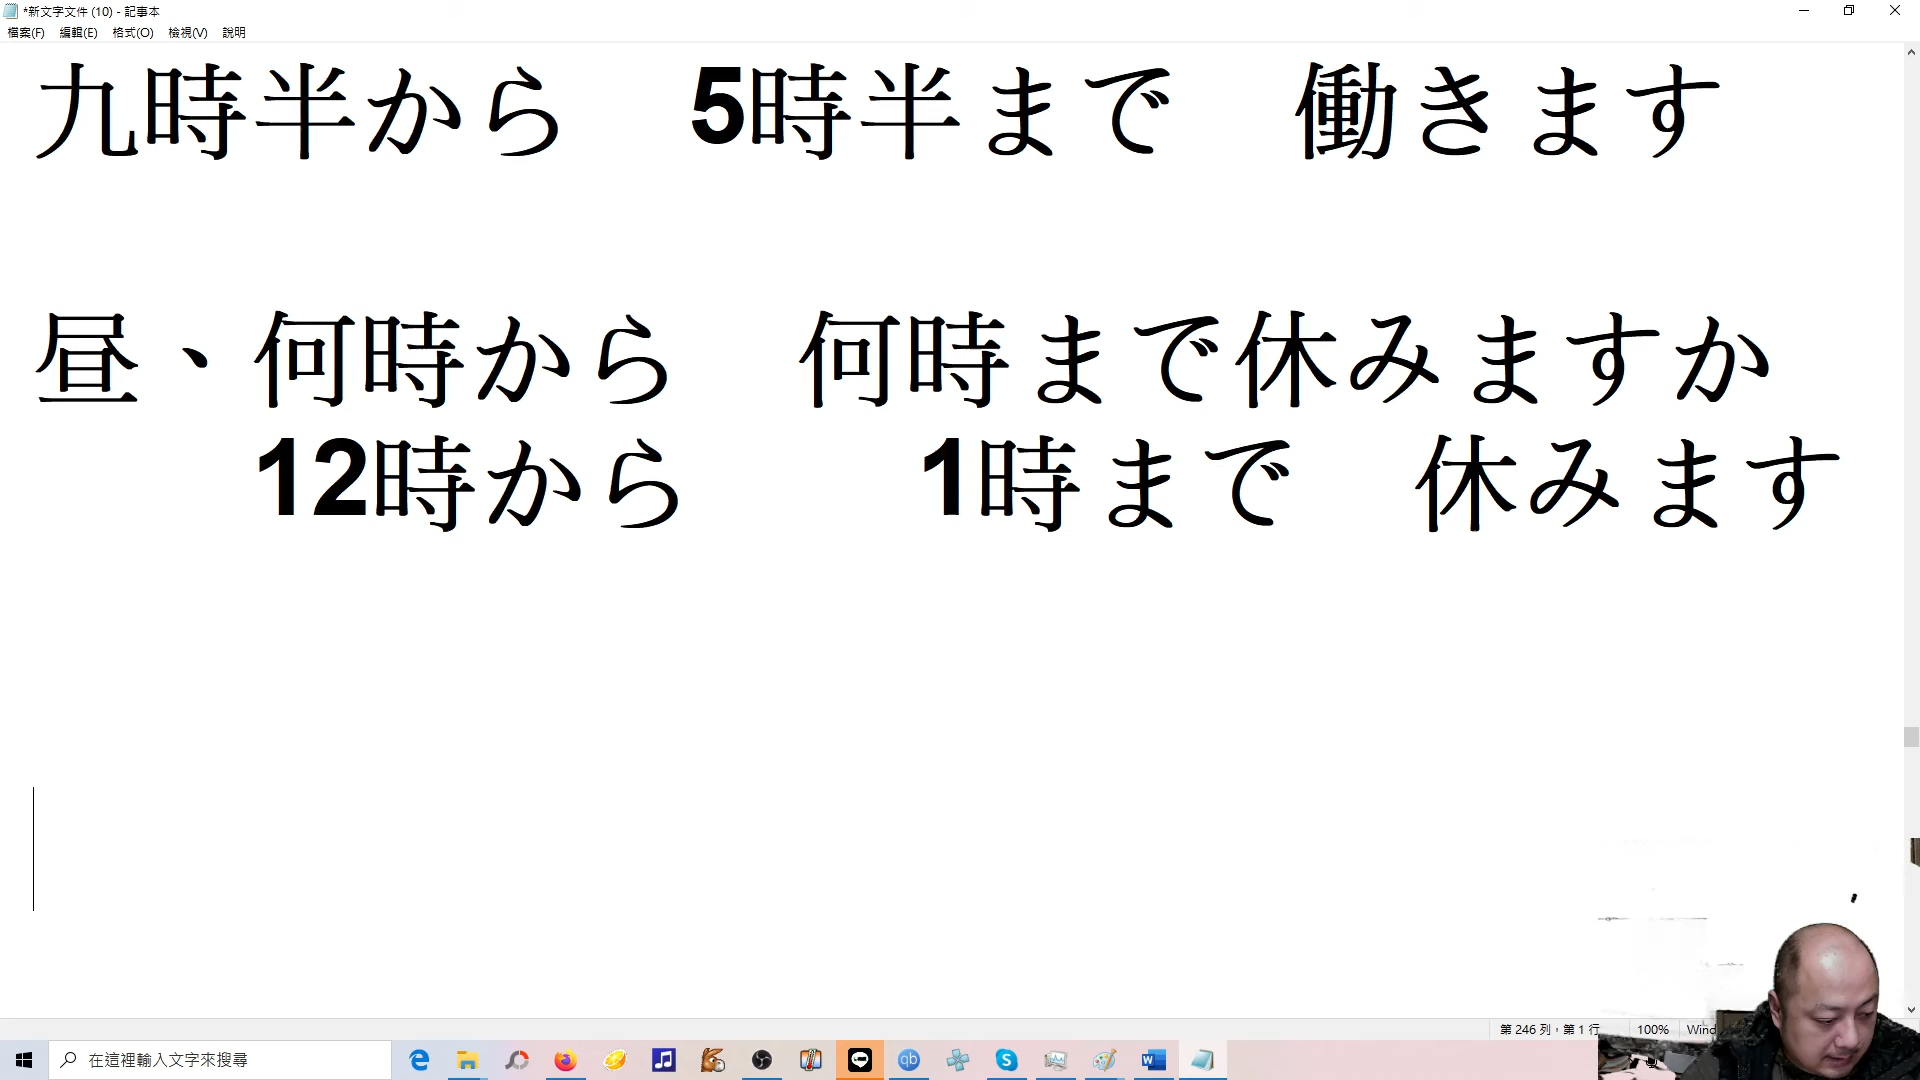 *新文字文件 (10) - 記事本
檔案(F) 編輯(E) 格式(O) 檢視(V) 說明
九時半から　5時半まで　働きます
昼、何時から　何時まで休みますか
12時から　　1時まで　休みます
第 246 列，第 1 行 100% Wind
在這裡輸入文字來搜尋